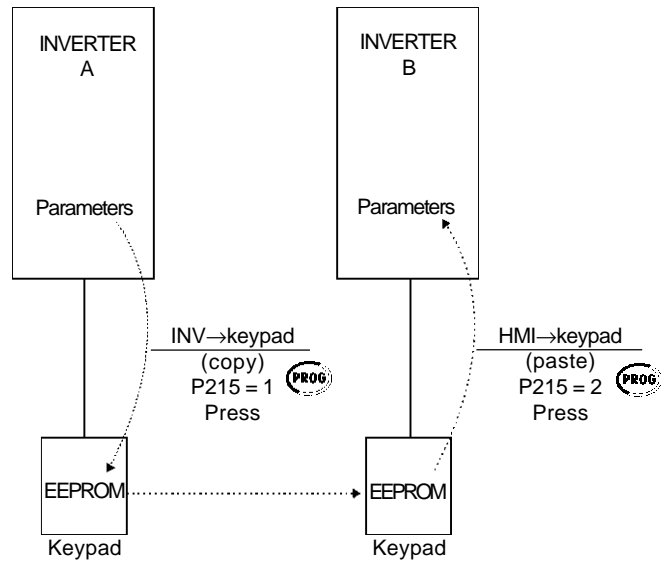 INVERTER
A
Parameters
INVERTER
B
Parameters
INV→keypad
(copy)
P215 = 1 PROG
Press
HMI→keypad
(paste)
P215 = 2 PROG
Press
EEPROM
Keypad
EEPROM
Keypad